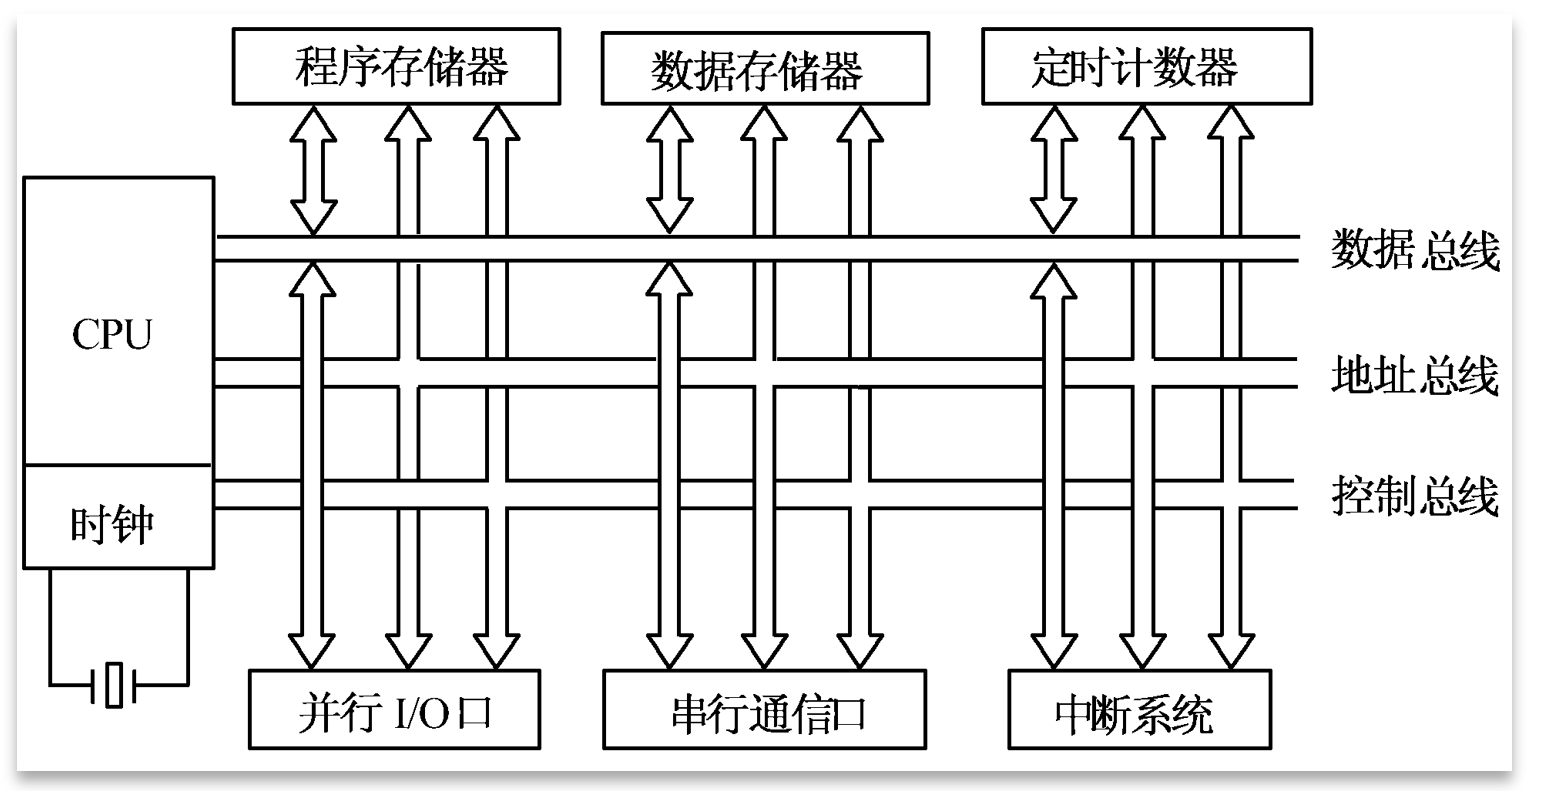 程序存储器
数据存储器
定时计数器
CPU
数据总线
地址总线
控制总线
时钟
并行 I/O口
串行通信口
中断系统